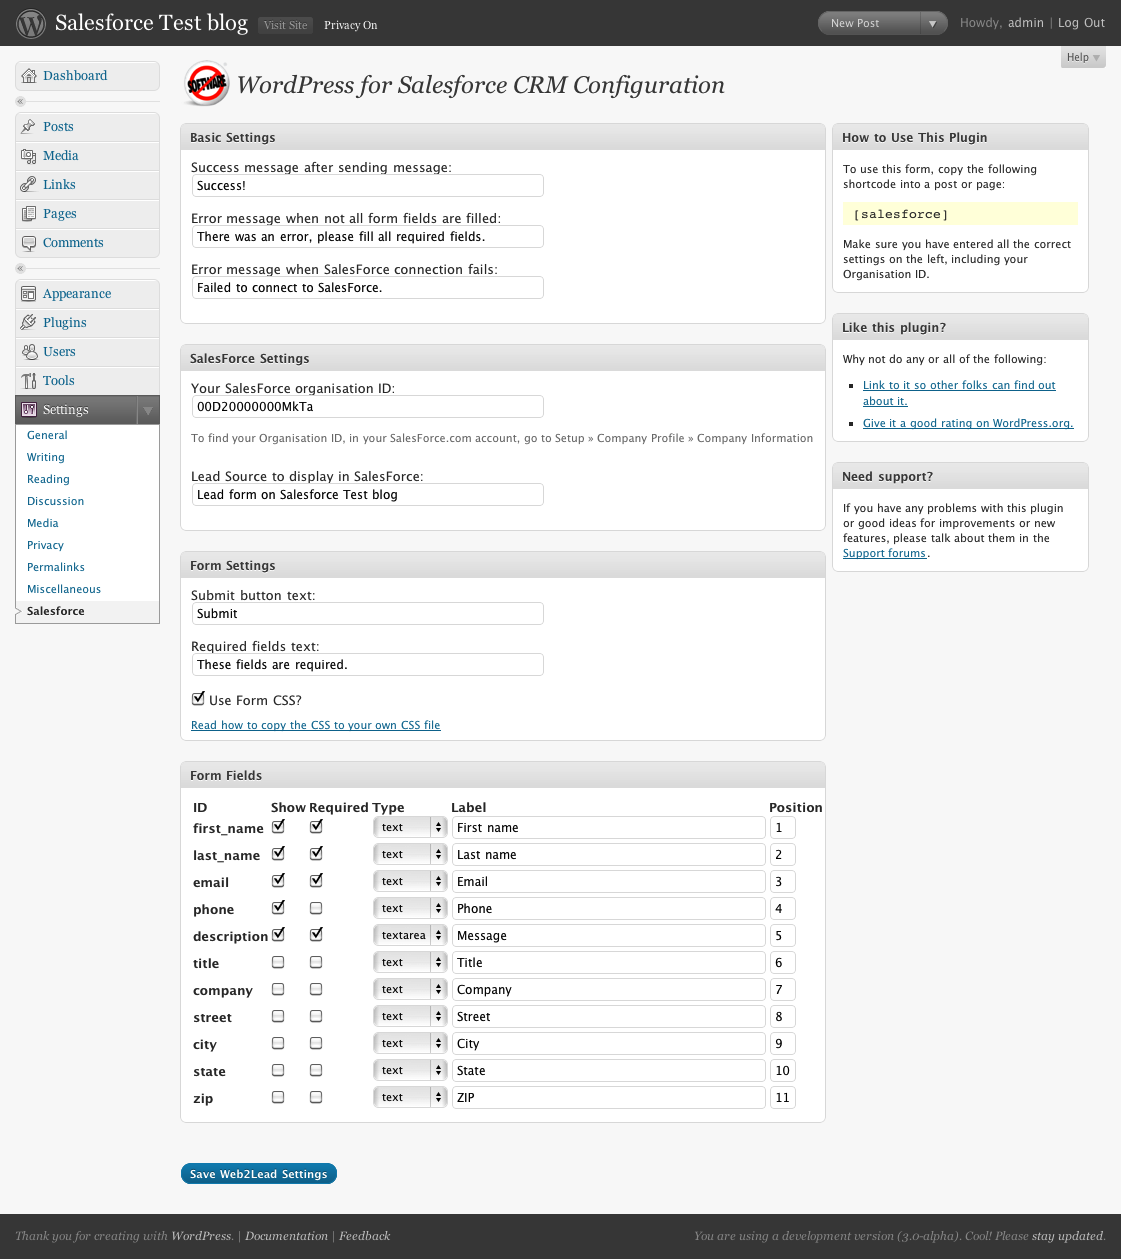 Salesforce Test blog Visit Site Privacy On New Post Howdy, admin | Log Out
Help
Dashboard
Posts
Media
Links
Pages
Comments
Appearance
Plugins
Users
Tools
Settings
General
Writing
Reading
Discussion
Media
Privacy
Permalinks
Miscellaneous
Salesforce
SOFTWARE
WordPress for Salesforce CRM Configuration
Basic Settings
Success message after sending message:
Success!
Error message when not all form fields are filled:
There was an error, please fill all required fields.
Error message when SalesForce connection fails:
Failed to connect to SalesForce.
SalesForce Settings
Your SalesForce organisation ID:
00D20000000MkTa
To find your Organisation ID, in your SalesForce.com account, go to Setup » Company Profile » Company Information
Lead Source to display in SalesForce:
Lead form on Salesforce Test blog
Form Settings
Submit button text:
Submit
Required fields text:
These fields are required.
Use Form CSS?
Read how to copy the CSS to your own CSS file
Form Fields
ID Show Required Type Label Position
first_name text First name 1
last_name text Last name 2
email text Email 3
phone text Phone 4
description textarea Message 5
title text Title 6
company text Company 7
street text Street 8
city text City 9
state text State 10
zip text ZIP 11
Save Web2Lead Settings
How to Use This Plugin
To use this form, copy the following
shortcode into a post or page:
[salesforce]
Make sure you have entered all the correct
settings on the left, including your
Organisation ID.
Like this plugin?
Why not do any or all of the following:
Link to it so other folks can find out
about it.
Give it a good rating on WordPress.org.
Need support?
If you have any problems with this plugin
or good ideas for improvements or new
features, please talk about them in the
Support forums.
Thank you for creating with WordPress. | Documentation | Feedback
You are using a development version (3.0-alpha). Cool! Please stay updated.